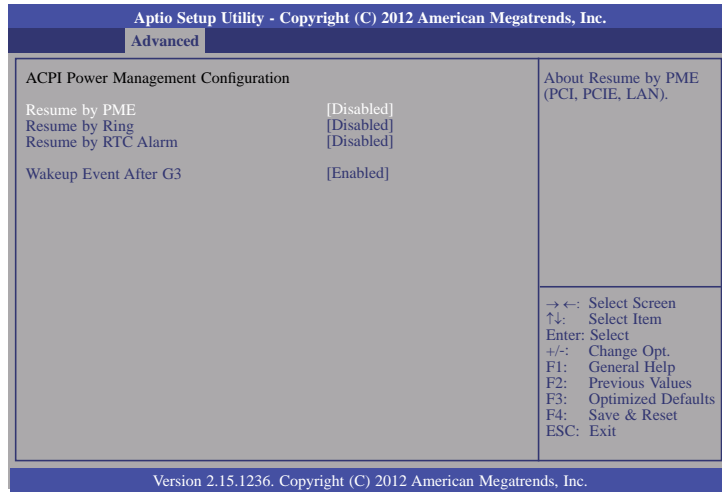 Aptio Setup Utility - Copyright (C) 2012 American Megatrends, Inc.
Advanced
ACPI Power Management Configuration
Resume by PME [Disabled]
Resume by Ring [Disabled]
Resume by RTC Alarm [Disabled]
Wakeup Event After G3 [Enabled]
About Resume by PME
(PCI, PCIE, LAN).
→ ←: Select Screen
↑↓: Select Item
Enter: Select
+/-: Change Opt.
F1: General Help
F2: Previous Values
F3: Optimized Defaults
F4: Save & Reset
ESC: Exit
Version 2.15.1236. Copyright (C) 2012 American Megatrends, Inc.